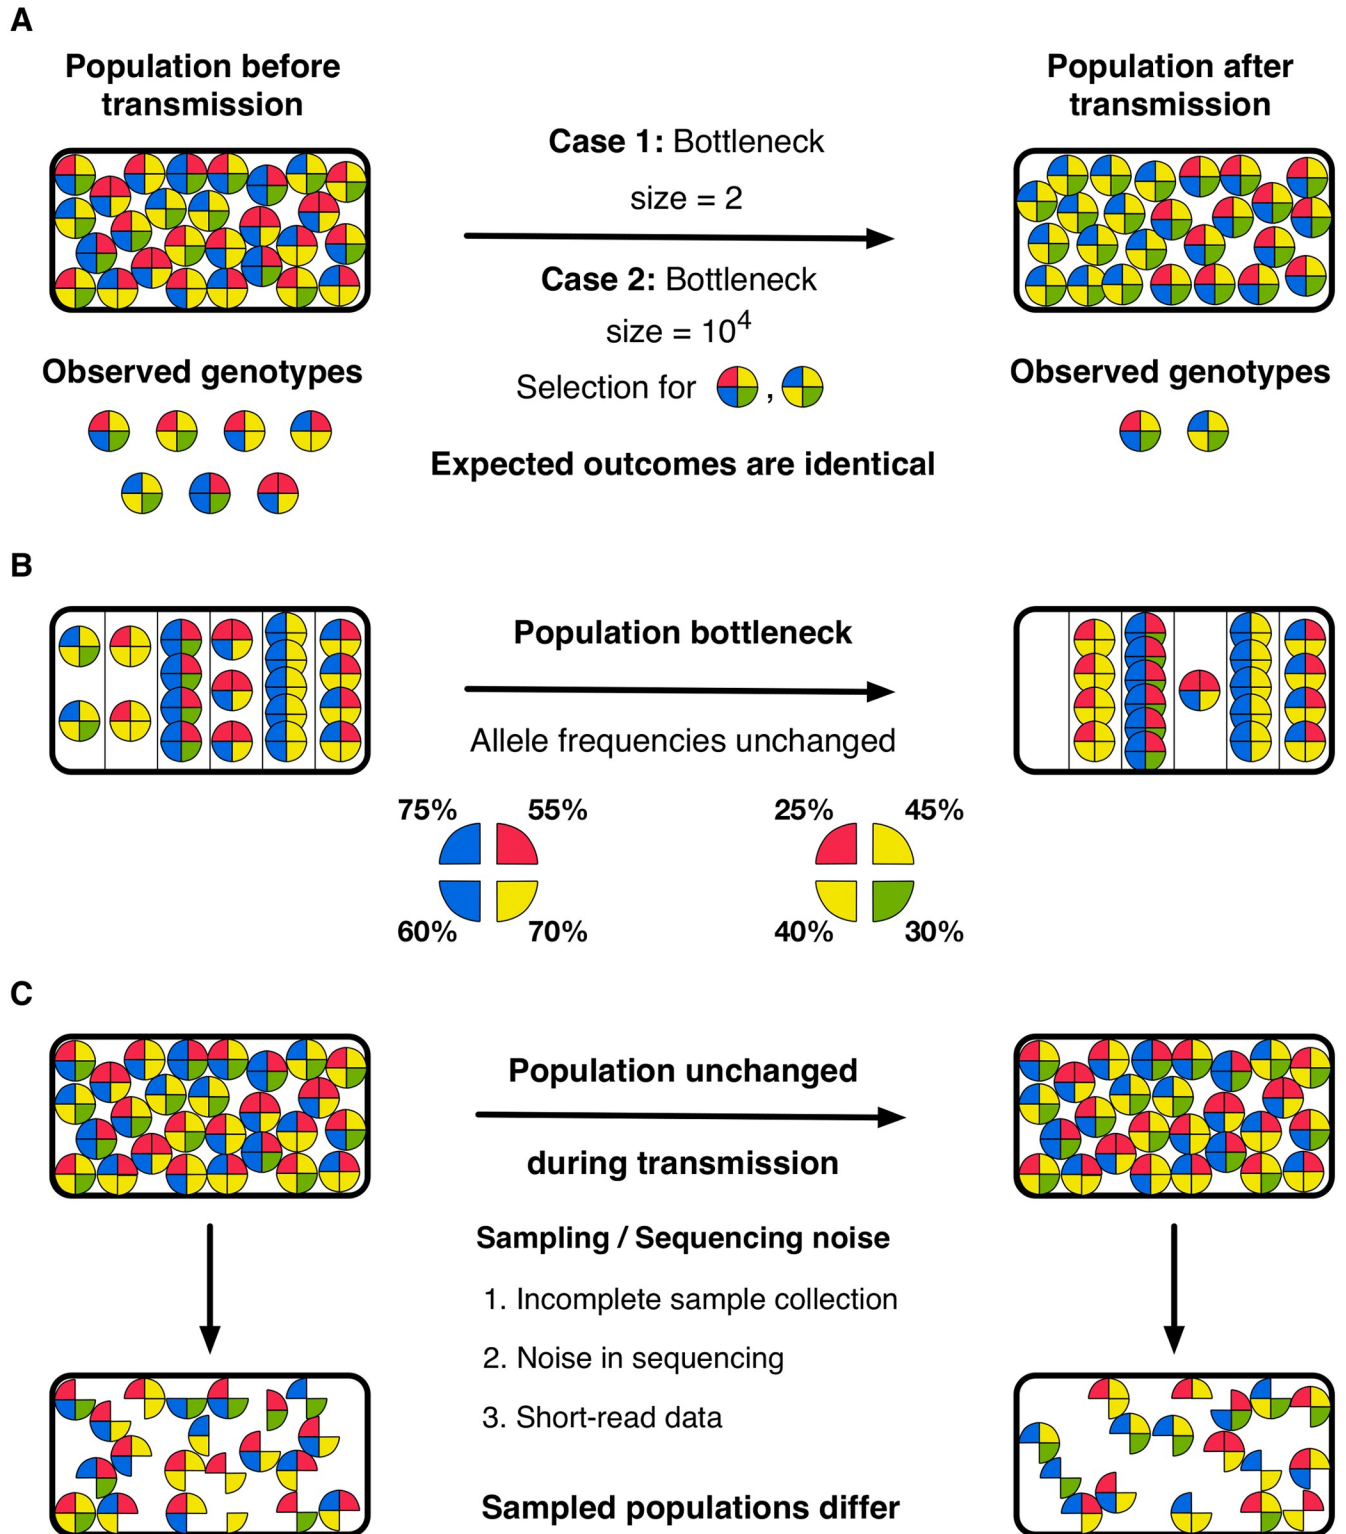 A
Population before
transmission
Population after
transmission
Case 1: Bottleneck
size = 2
Case 2: Bottleneck
size = 10⁴
Selection for , 
Observed genotypes
Observed genotypes
Expected outcomes are identical
B
Population bottleneck
Allele frequencies unchanged
75% 55% 25% 45%
60% 70% 40% 30%
C
Population unchanged
during transmission
Sampling / Sequencing noise
1. Incomplete sample collection
2. Noise in sequencing
3. Short-read data
Sampled populations differ